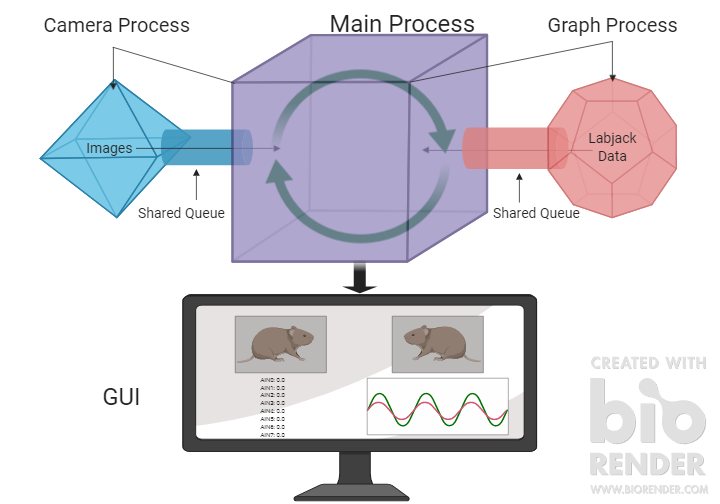 Camera Process
Main Process
Graph Process
Images
Labjack
Data
Shared Queue
Shared Queue
GUI
AIN0: 0.0
AIN1: 0.0
AIN2: 0.0
AIN3: 0.0
AIN4: 0.0
AIN5: 0.0
AIN6: 0.0
AIN7: 0.0
CREATED WITH
bio
RENDER
WWW.BIORENDER.COM